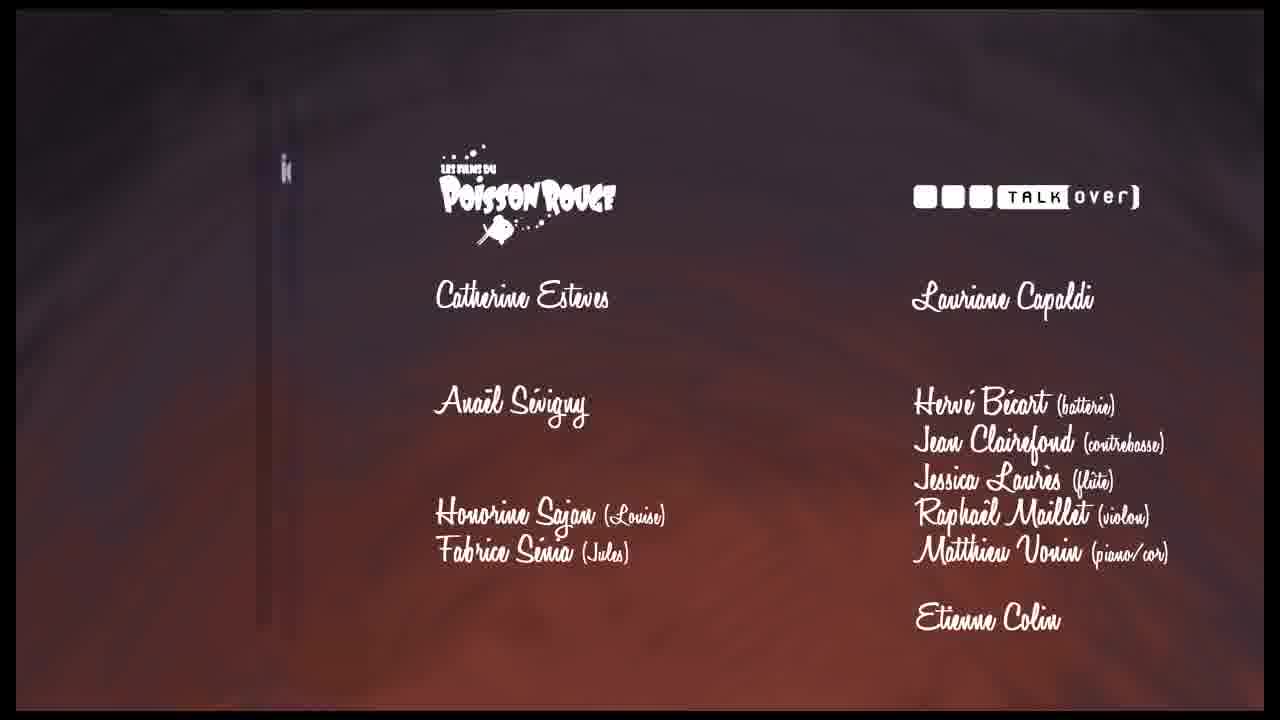 LES FILMS DU
POISSON ROUGE
Catherine Esteves
Anaël Sévigny
Honorine Sajan (Louise)
Fabrice Sénia (Jules)
TALK(over)
Lauriane Capaldi
Hervé Bécart (batterie)
Jean Clairefond (contrebasse)
Jessica Laurès (flûte)
Raphaël Maillet (violon)
Matthieu Vonin (piano/cor)
Etienne Colin